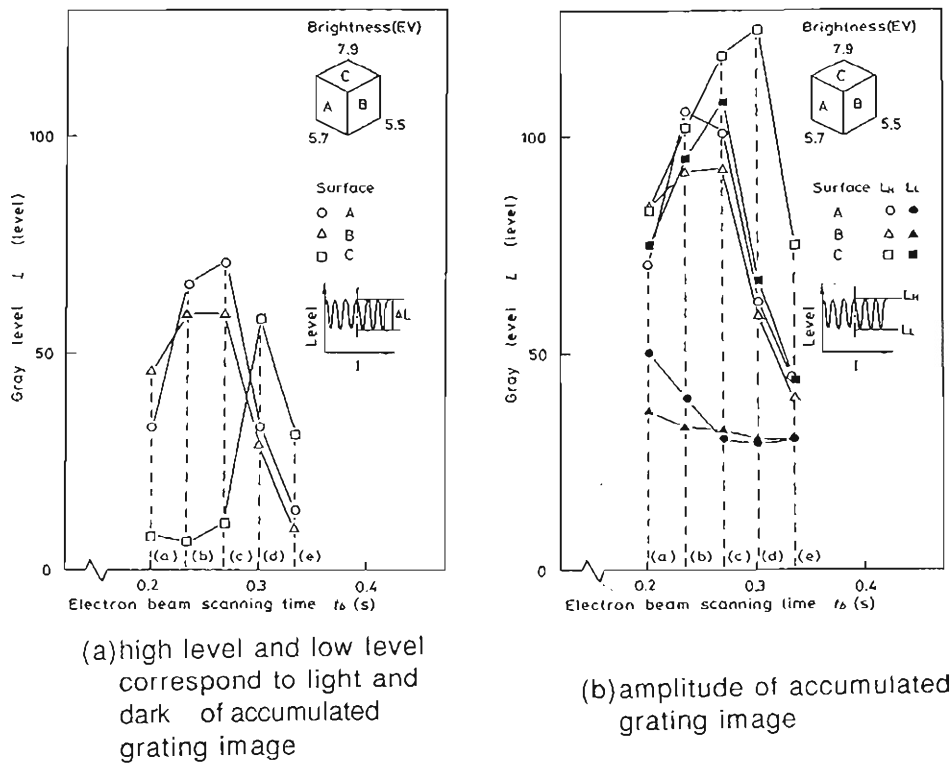 Brightness(EV)
7.9
C
A
B
5.7
5.5
100
Surface
A
B
C
Level
ΔL
I
50
0
Gray level L (level)
(a) (b) (c) (d) (e)
0.2 0.3 0.4
Electron beam scanning time tb (s)
(a) high level and low level
correspond to light and
dark of accumulated
grating image
Brightness(EV)
7.9
C
A
B
5.7
5.5
100
Surface LH LL
A
B
C
Level
LH
LL
I
50
0
Gray level L (level)
(a) (b) (c) (d) (e)
0.2 0.3 0.4
Electron beam scanning time tb (s)
(b) amplitude of accumulated
grating image